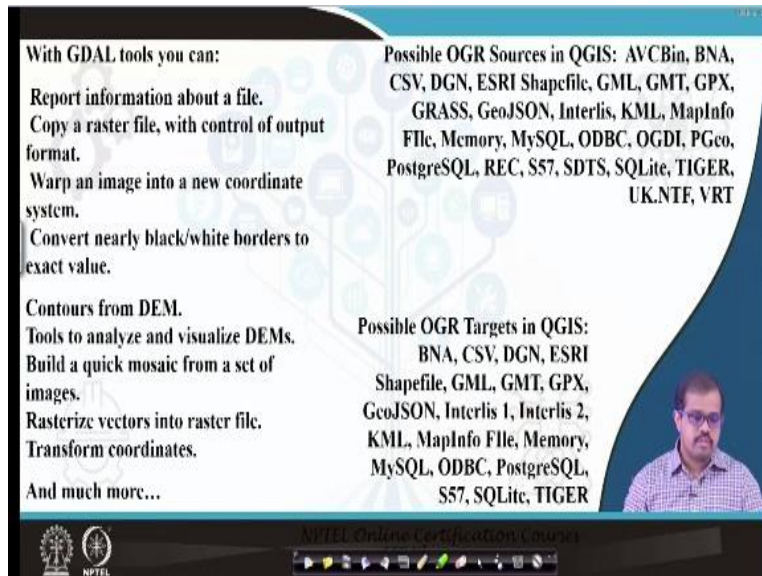 With GDAL tools you can:
Report information about a file.
Copy a raster file, with control of output
format.
Warp an image into a new coordinate
system.
Convert nearly black/white borders to
exact value.
Contours from DEM.
Tools to analyze and visualize DEMs.
Build a quick mosaic from a set of
images.
Rasterize vectors into raster file.
Transform coordinates.
And much more...
Possible OGR Sources in QGIS: AVCBin, BNA,
CSV, DGN, ESRI Shapefile, GML, GMT, GPX,
GRASS, GeoJSON, Interlis, KML, MapInfo
FIle, Memory, MySQL, ODBC, OGDI, PGeo,
PostgreSQL, REC, S57, SDTS, SQLite, TIGER,
UK.NTF, VRT
Possible OGR Targets in QGIS:
BNA, CSV, DGN, ESRI
Shapefile, GML, GMT, GPX,
GeoJSON, Interlis 1, Interlis 2,
KML, MapInfo FIle, Memory,
MySQL, ODBC, PostgreSQL,
S57, SQLite, TIGER
NPTEL Online Certification Courses
NPTEL